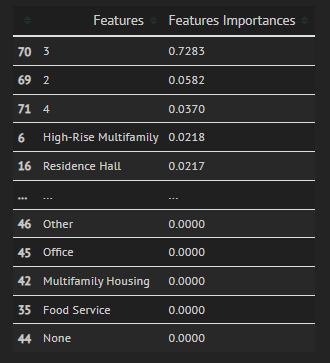 Features Features Importances
70 3 0.7283
69 2 0.0582
71 4 0.0370
6 High-Rise Multifamily 0.0218
16 Residence Hall 0.0217
... ... ...
46 Other 0.0000
45 Office 0.0000
42 Multifamily Housing 0.0000
35 Food Service 0.0000
44 None 0.0000